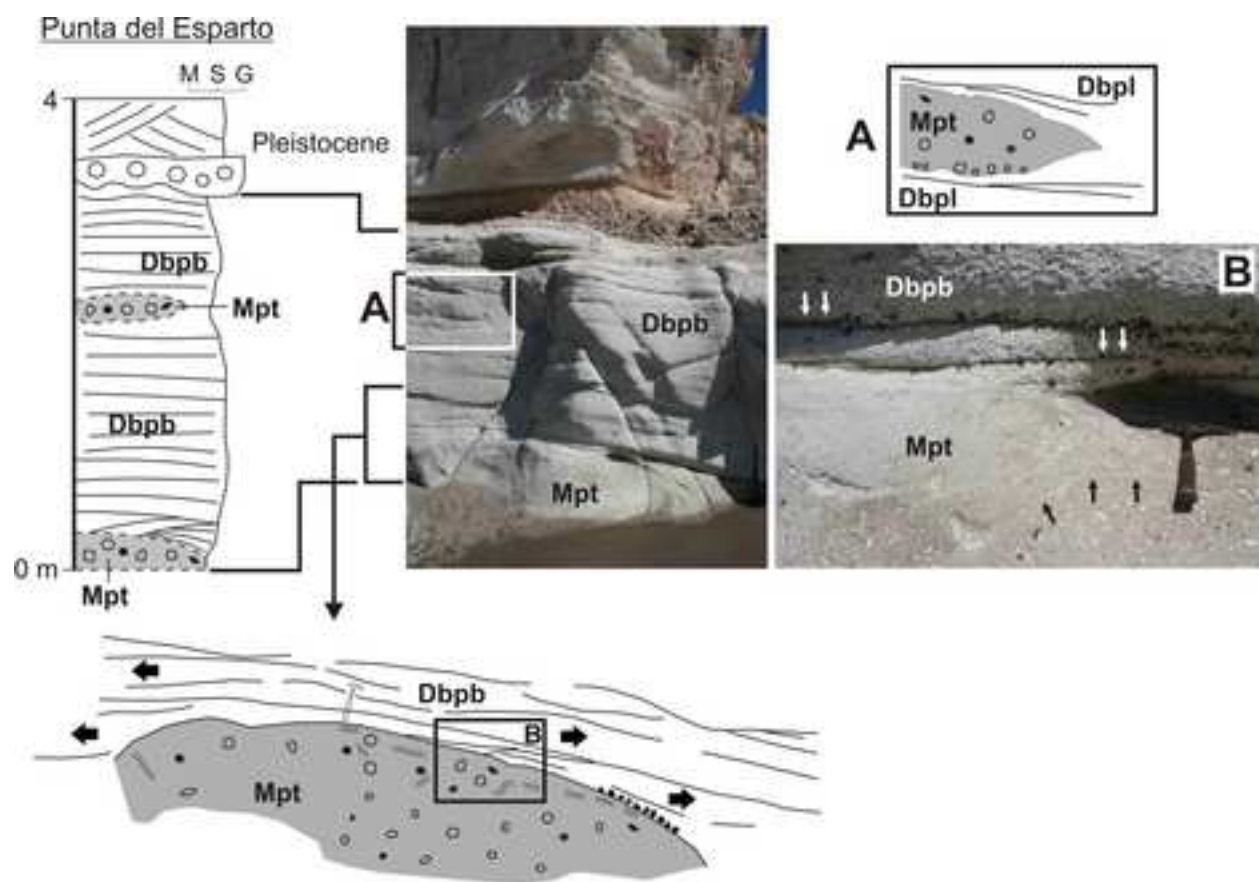 Punta del Esparto
M S G
4
Pleistocene
Dbpb
Mpt
Dbpb
0 m
Mpt
A
Dbpb
Mpt
A
Dbpl
Mpt
Dbpl
B
Dbpb
Mpt
Dbpb
B
Mpt